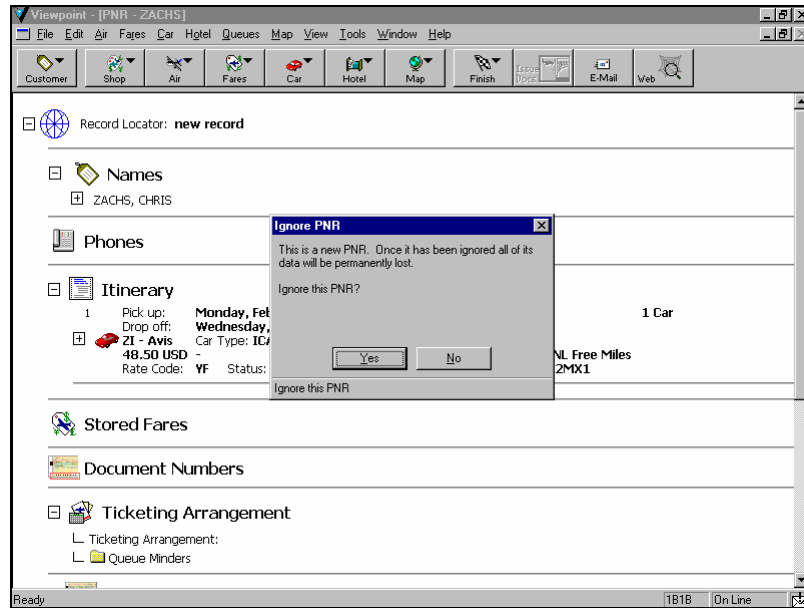 Viewpoint - [PNR - ZACHS]
File Edit Air Fares Car Hotel Queues Map View Tools Window Help
Customer Shop Air Fares Car Hotel Map Finish Issue Docs E-Mail Web
Record Locator: new record
Names
ZACHS, CHRIS
Phones
Itinerary
1 Pick up: Monday, Feb 1 Car
Drop off: Wednesday,
ZI - Avis Car Type:
48.50 USD - NL Free Miles
Rate Code: YF Status: 2MX1
Ignore PNR
This is a new PNR. Once it has been ignored all of its
data will be permanently lost.
Ignore this PNR?
Yes No
Ignore this PNR
Stored Fares
Document Numbers
Ticketing Arrangement
Ticketing Arrangement:
Queue Minders
Ready 1B1B On Line